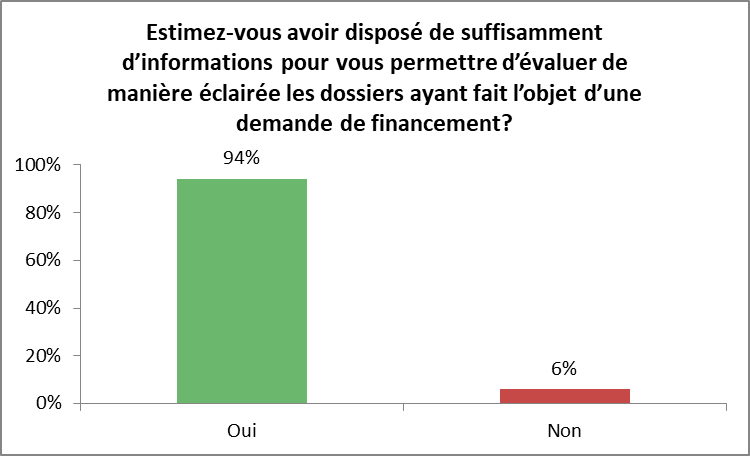 Estimez-vous avoir disposé de suffisamment
d’informations pour vous permettre d’évaluer de
manière éclairée les dossiers ayant fait l’objet d’une
demande de financement?
94%
100%
80%
60%
40%
20%
6%
0%
Oui
Non